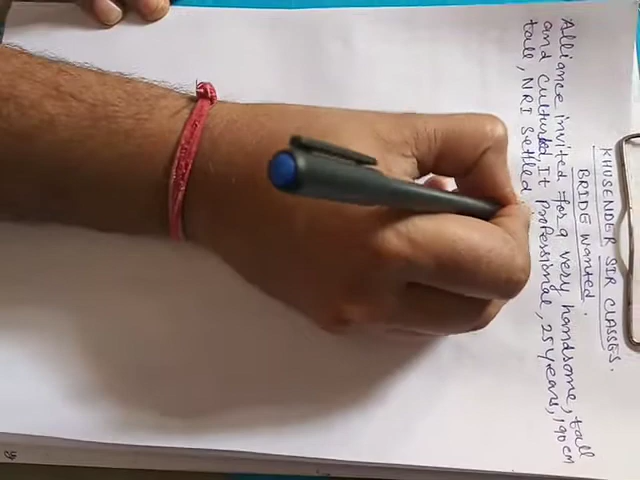 KHUSENDER SIR CLASSES.
BRIDE Wanted.
Alliance invited for a very handsome, tall
and cultured, It Professional, 25 years, 190 cm
tall, NRI Settled